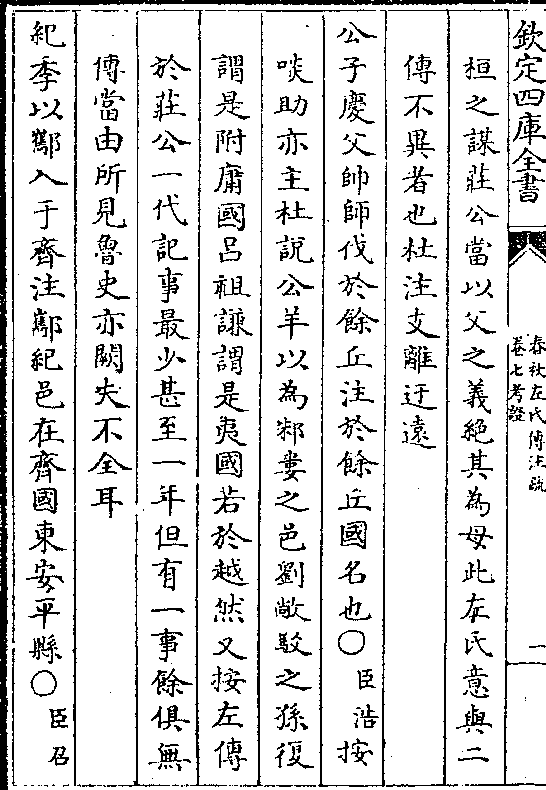 欽定四庫全書
春秋左氏傳注疏
卷七考證
一
桓之謀莊公當以父之義絕其為母此左氏意與二
傳不異者也杜注支離迂遠
公子慶父帥師伐於餘丘注於餘丘國名也〇臣浩按
啖助亦主杜說公羊以為邾婁之邑劉敞駁之孫復
謂是附庸國吕祖謙謂是夷國若於越然又按左傳
於莊公一代記事最少甚至一年但有一事餘俱無
傳當由所見魯史亦闕失不全耳
紀季以酅入于齊注酅紀邑在齊國東安平縣〇臣召